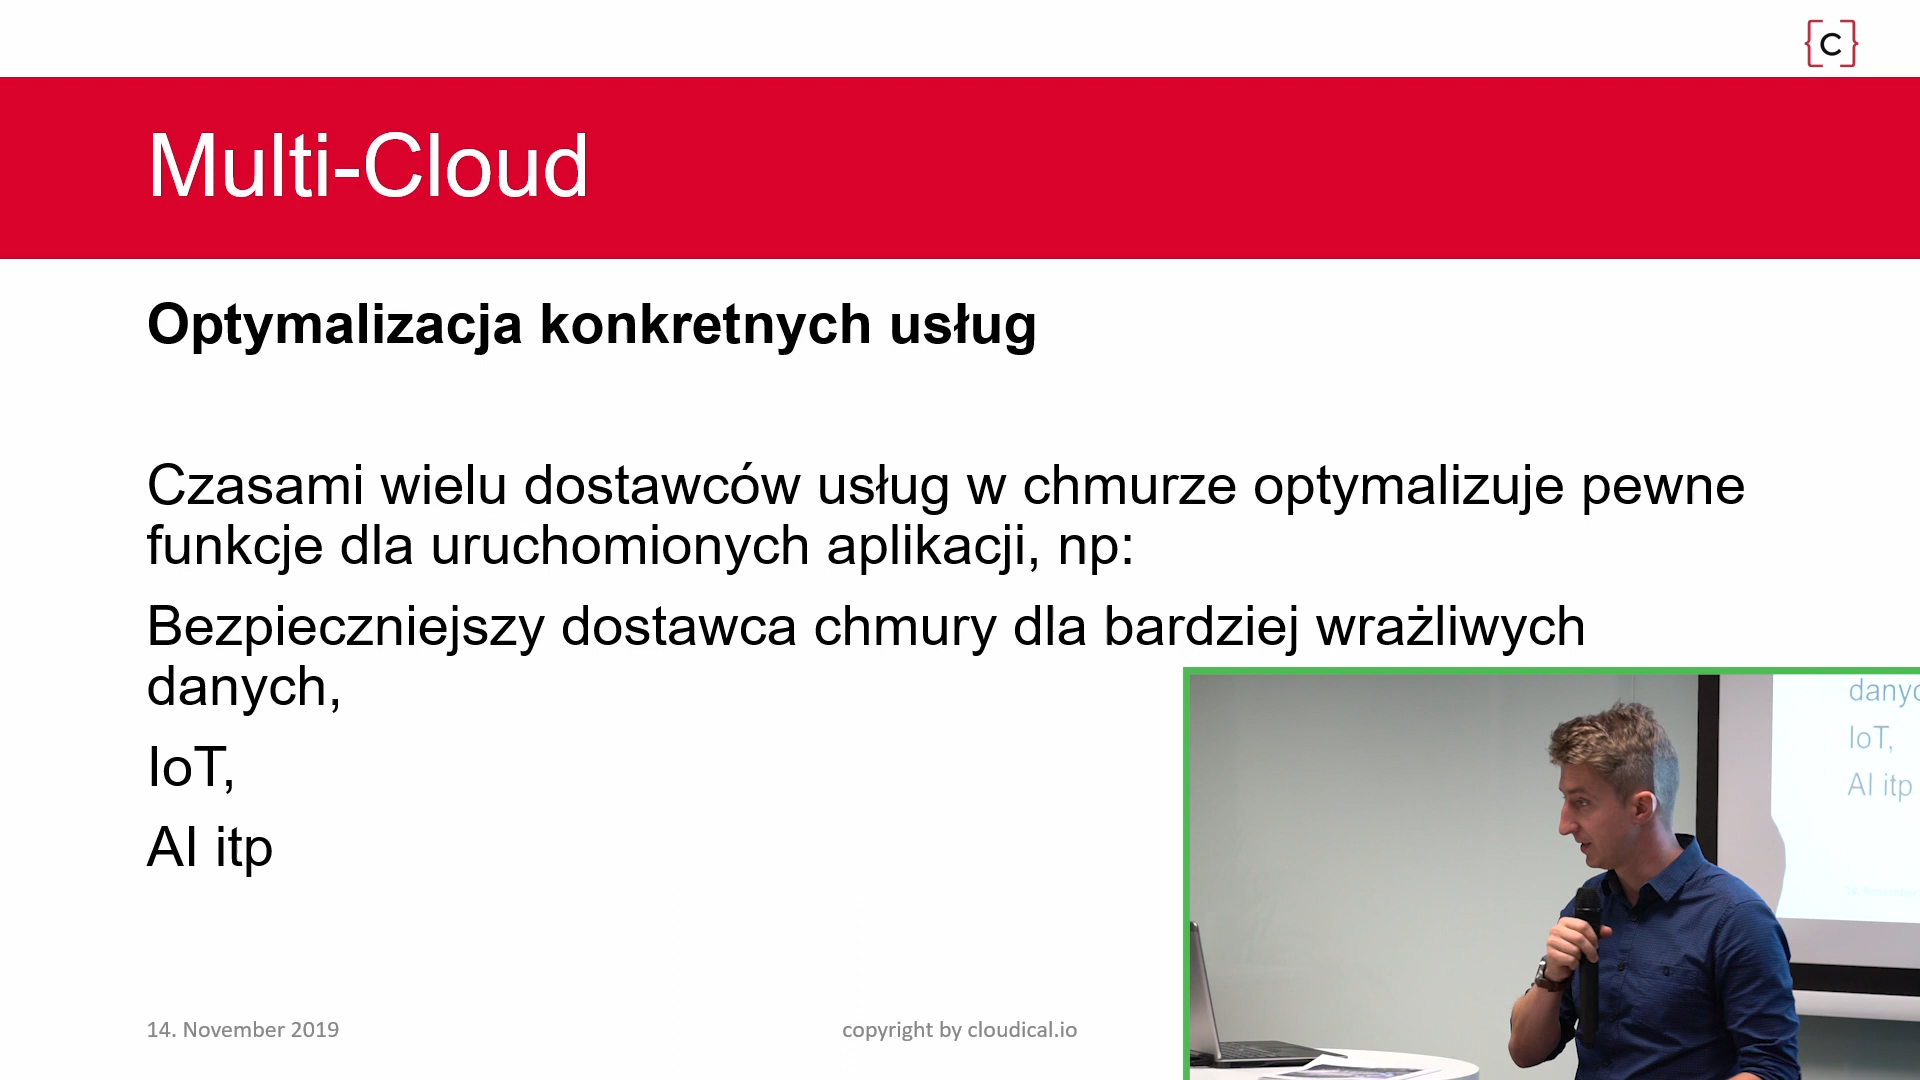 C
Multi-Cloud
Optymalizacja konkretnych usług
Czasami wielu dostawców usług w chmurze optymalizuje pewne
funkcje dla uruchomionych aplikacji, np:
Bezpieczniejszy dostawca chmury dla bardziej wrażliwych
danych,
IoT,
AI itp
14. November 2019
copyright by cloudical.io
IoT,
AI itp